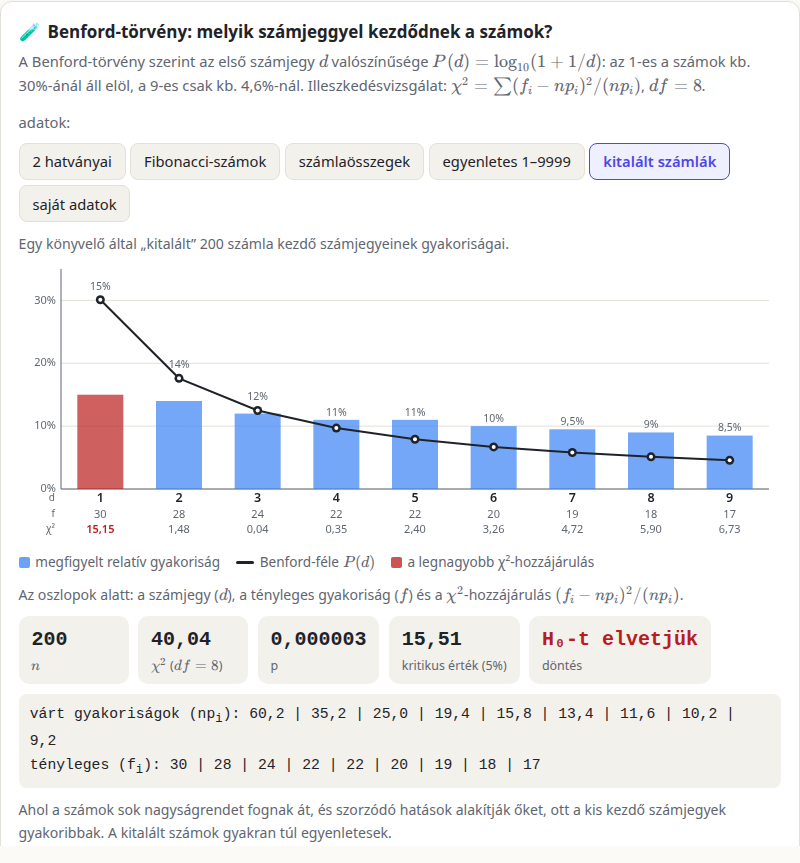 🧪 Benford-törvény: melyik számjeggyel kezdődnek a számok?
A Benford-törvény szerint az első számjegy d valószínűsége P(d) = log₁₀(1 + 1/d): az 1-es a számok kb.
30%-ánál áll elöl, a 9-es csak kb. 4,6%-nál. Illeszkedésvizsgálat: χ² = ∑(fᵢ − npᵢ)²/(npᵢ), df = 8.
adatok:
2 hatványai
Fibonacci-számok
számlaösszegek
egyenletes 1–9999
kitalált számlák
saját adatok
Egy könyvelő által „kitalált” 200 számla kezdő számjegyeinek gyakoriságai.
15% 14% 12% 11% 11% 10% 9,5% 9% 8,5%
30%
20%
10%
0%
d 1 2 3 4 5 6 7 8 9
f 30 28 24 22 22 20 19 18 17
χ² 15,15 1,48 0,04 0,35 2,40 3,26 4,72 5,90 6,73
megfigyelt relatív gyakoriság Benford-féle P(d) a legnagyobb χ²-hozzájárulás
Az oszlopok alatt: a számjegy (d), a tényleges gyakoriság (f) és a χ²-hozzájárulás (fᵢ − npᵢ)²/(npᵢ).
200
n
40,04
χ² (df = 8)
0,000003
p
15,51
kritikus érték (5%)
H₀-t elvetjük
döntés
várt gyakoriságok (npᵢ): 60,2 | 35,2 | 25,0 | 19,4 | 15,8 | 13,4 | 11,6 | 10,2 |
9,2
tényleges (fᵢ): 30 | 28 | 24 | 22 | 22 | 20 | 19 | 18 | 17
Ahol a számok sok nagyságrendet fognak át, és szorzódó hatások alakítják őket, ott a kis kezdő számjegyek
gyakoribbak. A kitalált számok gyakran túl egyenletesek.